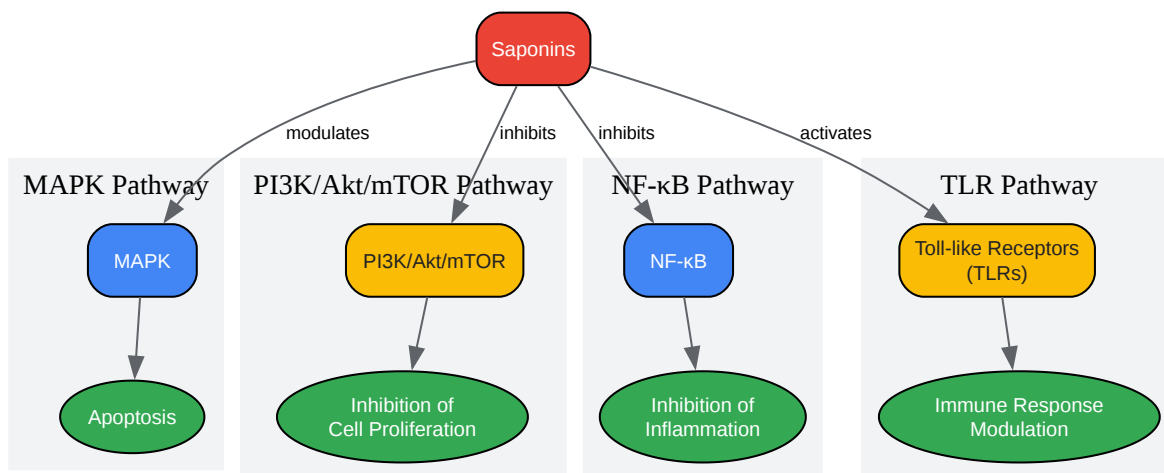 Saponins
modulates
inhibits
inhibits
activates
MAPK Pathway
PI3K/Akt/mTOR Pathway
NF-κB Pathway
TLR Pathway
MAPK
PI3K/Akt/mTOR
NF-κB
Toll-like Receptors
(TLRs)
Apoptosis
Inhibition of
Cell Proliferation
Inhibition of
Inflammation
Immune Response
Modulation